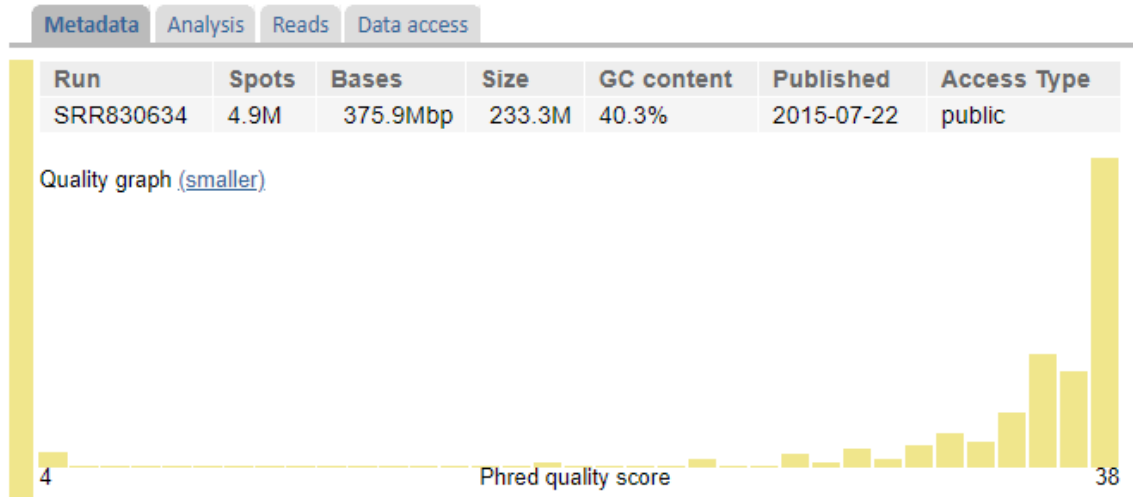 Metadata Analysis Reads Data access
Run Spots Bases Size GC content Published Access Type
SRR830634 4.9M 375.9Mbp 233.3M 40.3% 2015-07-22 public
Quality graph (smaller)
4 Phred quality score 38